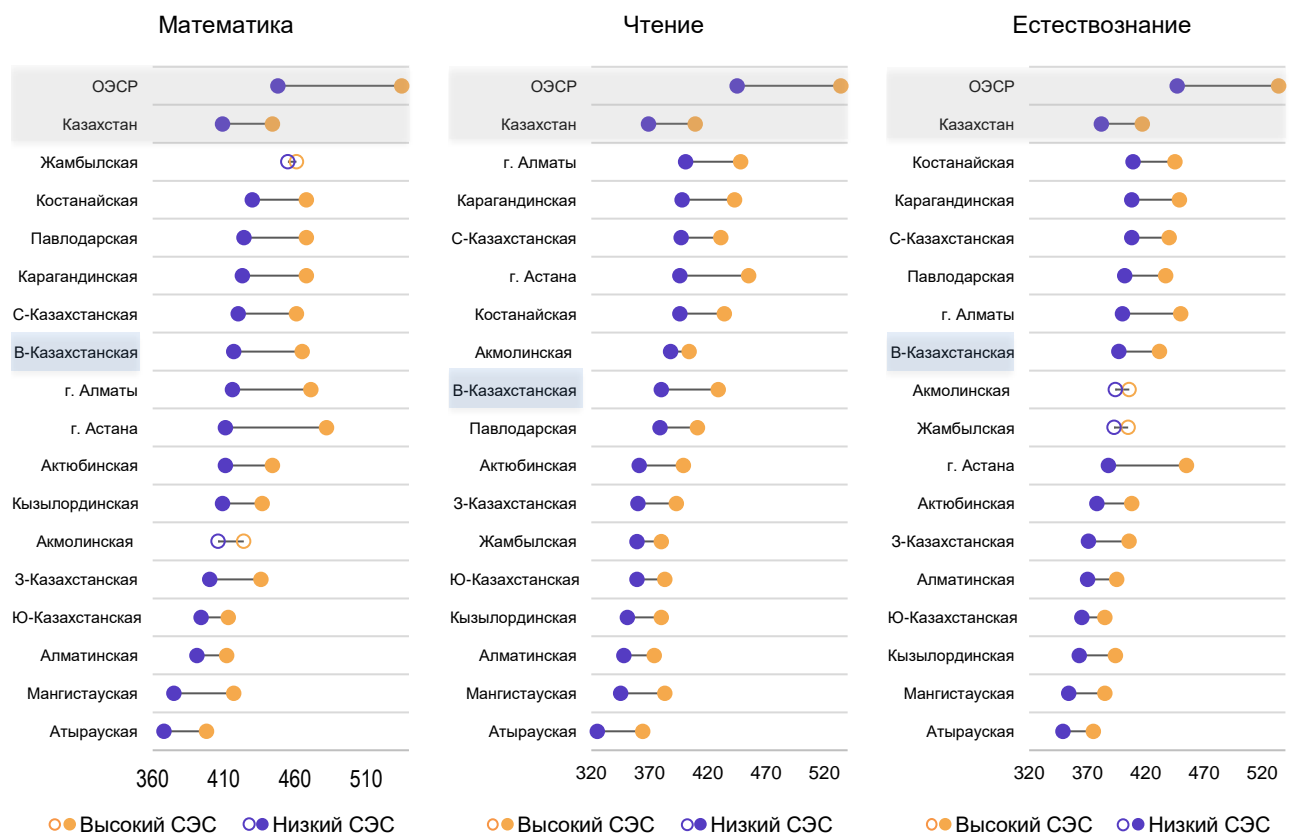 Математика
ОЭСР
Казахстан
Жамбылская
Костанайская
Павлодарская
Карагандинская
С-Казахстанская
В-Казахстанская
г. Алматы
г. Астана
Актюбинская
Кызылординская
Акмолинская
З-Казахстанская
Ю-Казахстанская
Алматинская
Мангистауская
Атырауская
360 410 460 510
Высокий СЭС Низкий СЭС
Чтение
ОЭСР
Казахстан
г. Алматы
Карагандинская
С-Казахстанская
г. Астана
Костанайская
Акмолинская
В-Казахстанская
Павлодарская
Актюбинская
З-Казахстанская
Жамбылская
Ю-Казахстанская
Кызылординская
Алматинская
Мангистауская
Атырауская
320 370 420 470 520
Высокий СЭС Низкий СЭС
Естествознание
ОЭСР
Казахстан
Костанайская
Карагандинская
С-Казахстанская
Павлодарская
г. Алматы
В-Казахстанская
Акмолинская
Жамбылская
г. Астана
Актюбинская
З-Казахстанская
Алматинская
Ю-Казахстанская
Кызылординская
Мангистауская
Атырауская
320 370 420 470 520
Высокий СЭС Низкий СЭС